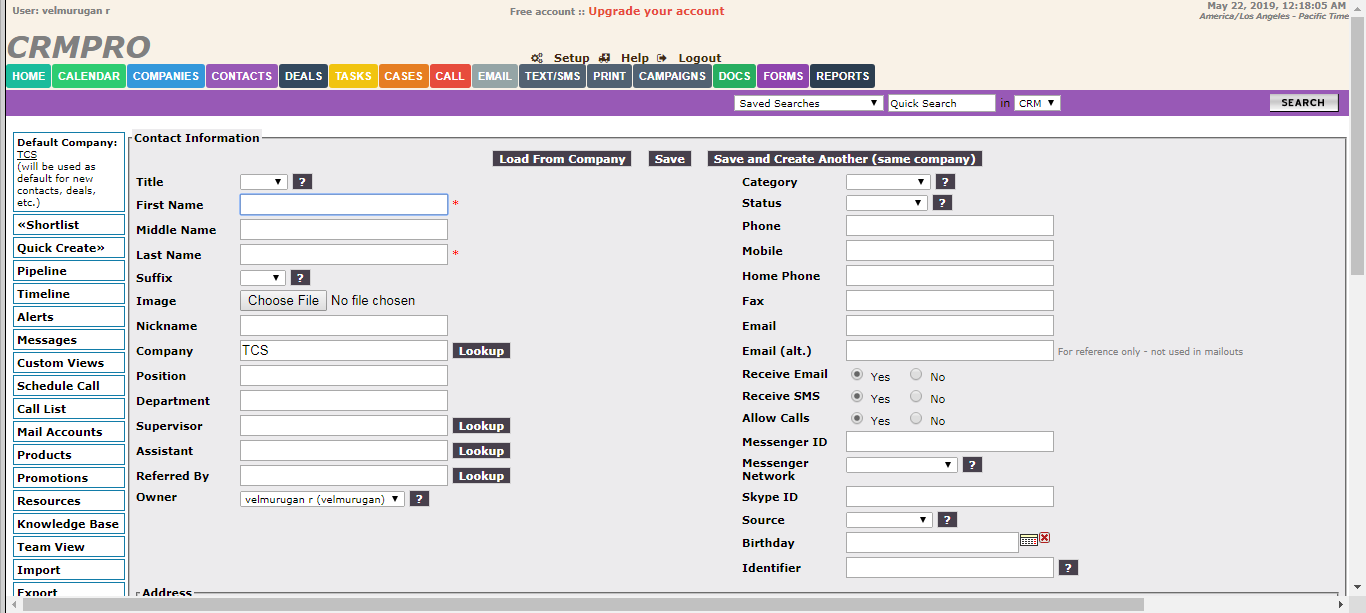 User: velmurugan r
Free account :: Upgrade your account
May 22, 2019, 12:18:05 AM
America/Los Angeles - Pacific Time
CRMPRO
Setup Help Logout
HOME CALENDAR COMPANIES CONTACTS DEALS TASKS CASES CALL EMAIL TEXT/SMS PRINT CAMPAIGNS DOCS FORMS REPORTS
Saved Searches Quick Search in CRM SEARCH
Default Company:
TCS
(will be used as
default for new
contacts, deals,
etc.)
«Shortlist
Quick Create»
Pipeline
Timeline
Alerts
Messages
Custom Views
Schedule Call
Call List
Mail Accounts
Products
Promotions
Resources
Knowledge Base
Team View
Import
Export
Contact Information
Load From Company Save Save and Create Another (same company)
Title ?
First Name *
Middle Name
Last Name *
Suffix ?
Image Choose File No file chosen
Nickname
Company TCS Lookup
Position
Department
Supervisor Lookup
Assistant Lookup
Referred By Lookup
Owner velmurugan r (velmurugan) ?
Category ?
Status ?
Phone
Mobile
Home Phone
Fax
Email
Email (alt.) For reference only - not used in mailouts
Receive Email Yes No
Receive SMS Yes No
Allow Calls Yes No
Messenger ID
Messenger
Network ?
Skype ID
Source ?
Birthday
Identifier ?
Address